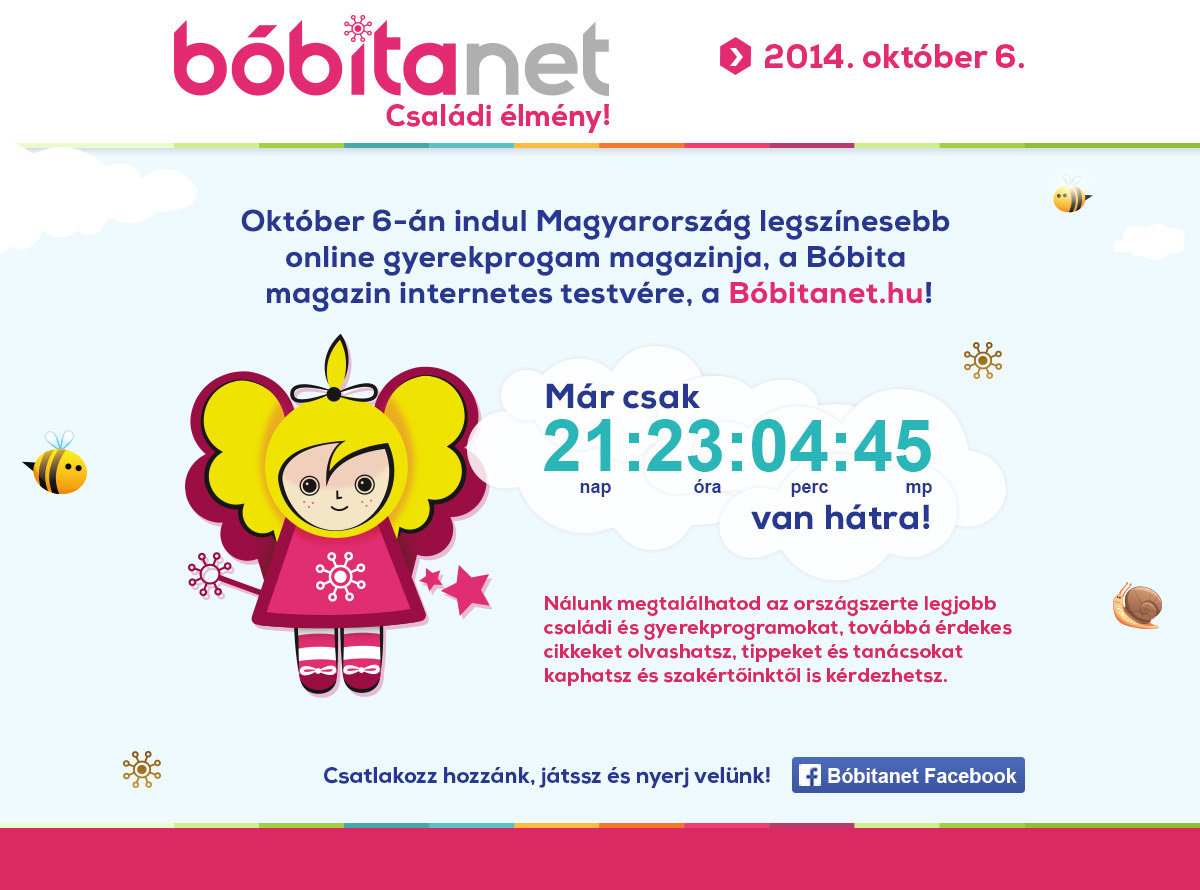 bóbitanet
Családi élmény!
2014. október 6.
Október 6-án indul Magyarország legszínesebb
online gyerekprogam magazinja, a Bóbita
magazin internetes testvére, a Bóbitanet.hu!
Már csak
21:23:04:45
nap óra perc mp
van hátra!
Nálunk megtalálhatod az országszerte legjobb
családi és gyerekprogramokat, továbbá érdekes
cikkeket olvashatsz, tippeket és tanácsokat
kaphatsz és szakértőinktől is kérdezhetsz.
Csatlakozz hozzánk, játssz és nyerj velünk!
Bóbitanet Facebook